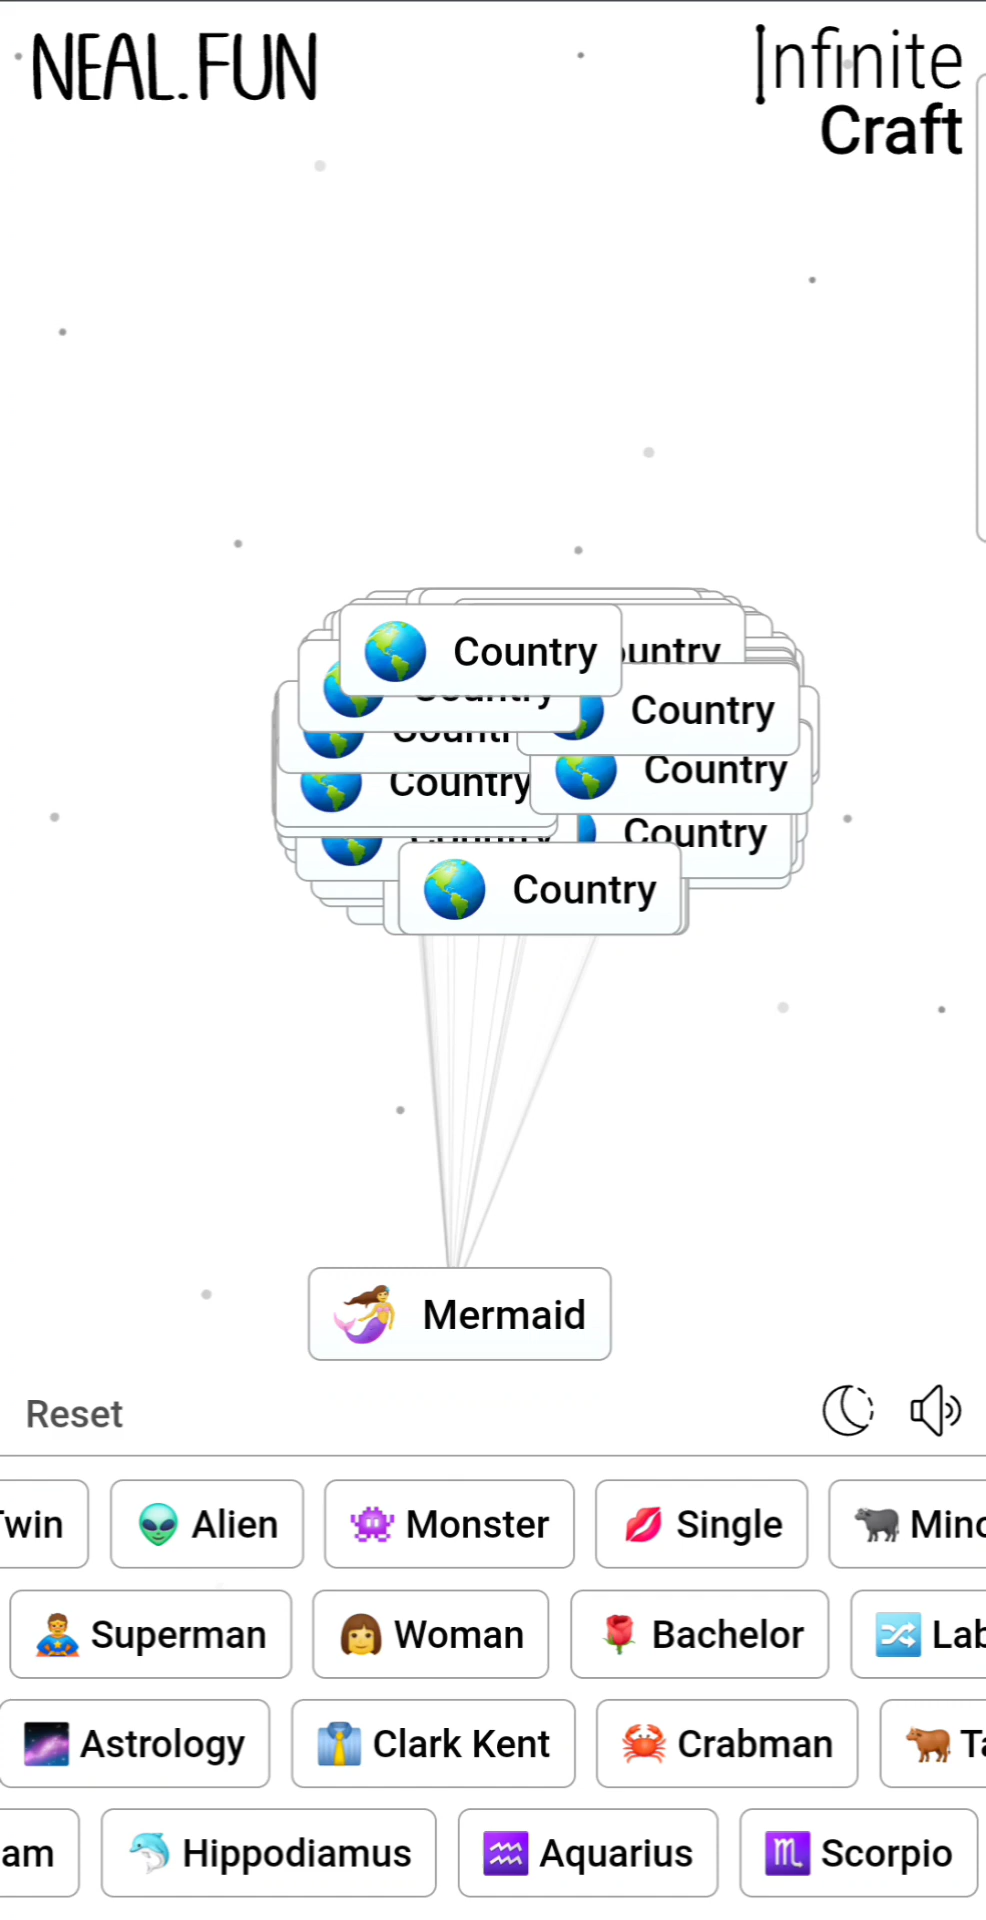 NEAL.FUN
Infinite
Craft
Country
Country
Country
Country
Country
Country
Mermaid
Reset
Alien
Monster
Single
Superman
Woman
Bachelor
Astrology
Clark Kent
Crabman
Hippodiamus
Aquarius
Scorpio